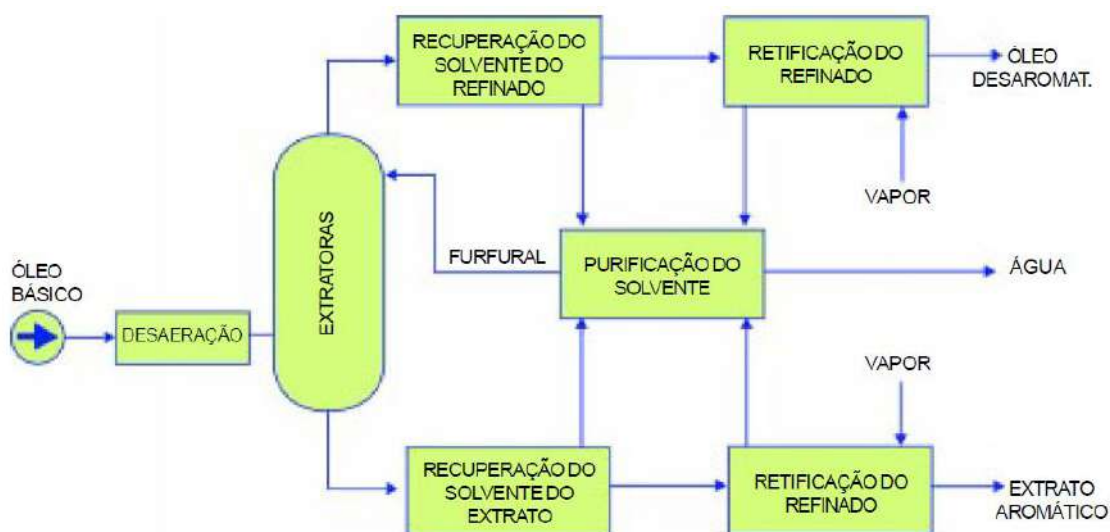 RECUPERAÇÃO DO
SOLVENTE DO
REFINADO
RETIFICAÇÃO DO
REFINADO
ÓLEO
DESAROMAT.
VAPOR
EXTRATORAS
FURFURAL
PURIFICAÇÃO DO
SOLVENTE
ÁGUA
ÓLEO
BÁSICO
DESAERAÇÃO
VAPOR
RECUPERAÇÃO DO
SOLVENTE DO
EXTRATO
RETIFICAÇÃO DO
REFINADO
EXTRATO
AROMÁTICO